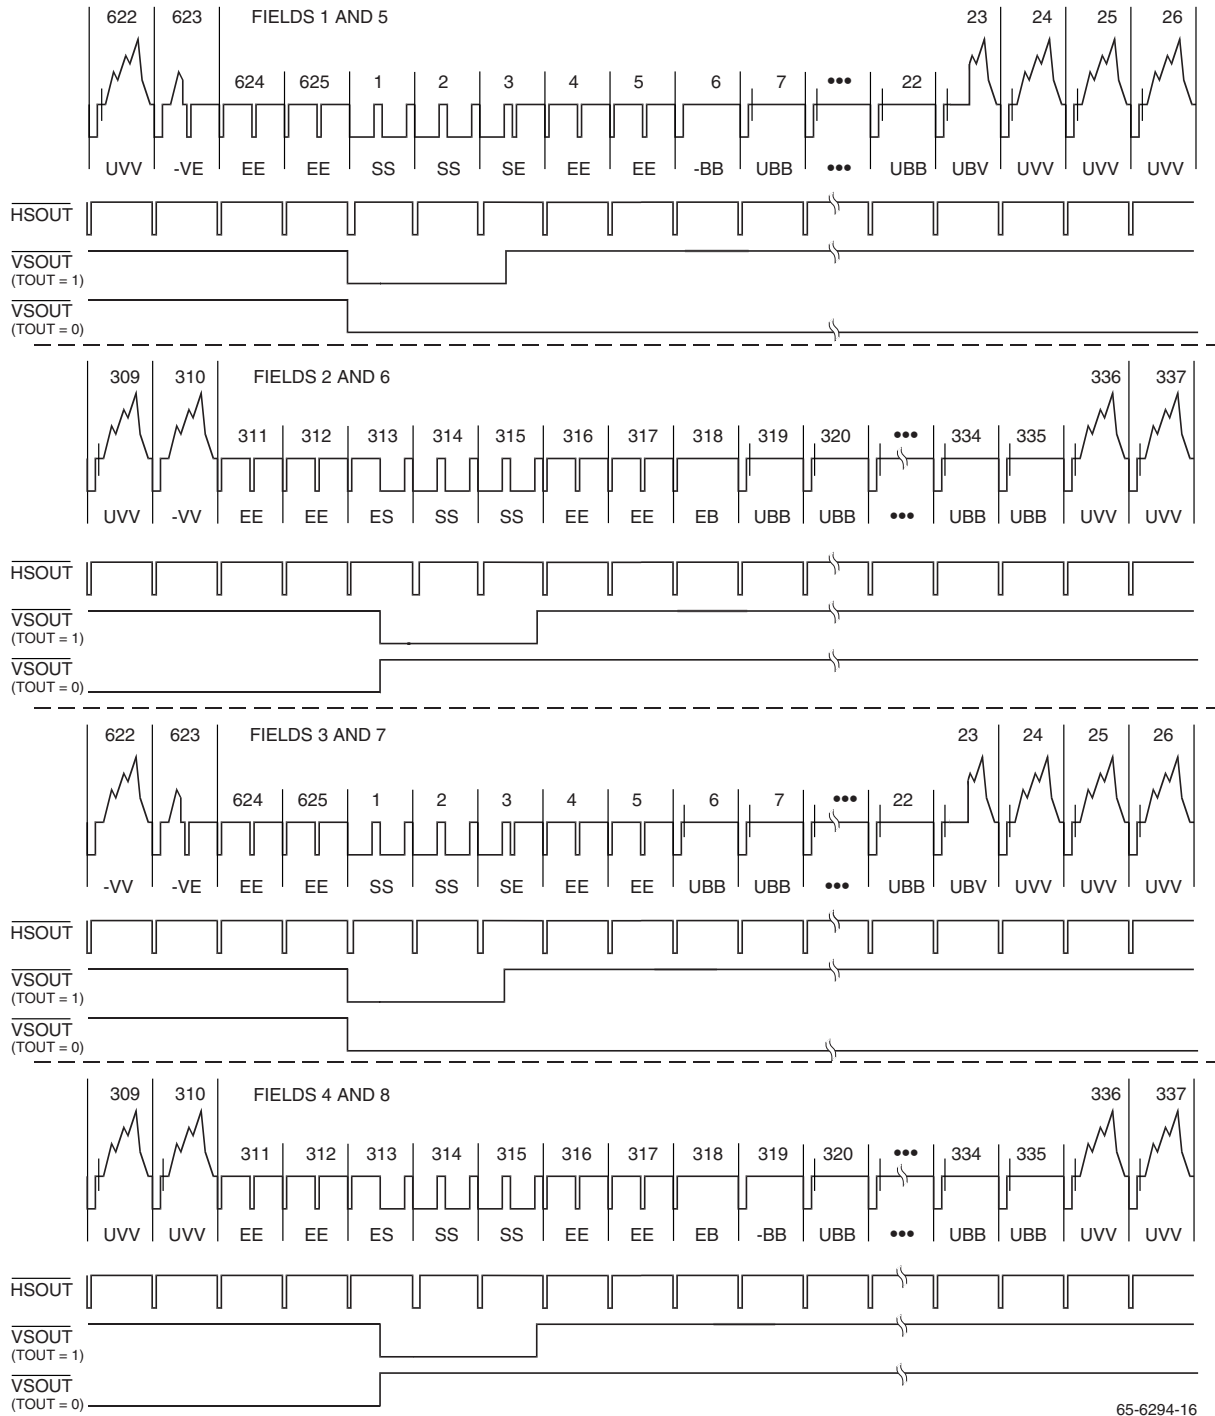 622 623 FIELDS 1 AND 5 23 24 25 26
624 625 1 2 3 4 5 6 7 ••• 22
UVV -VE EE EE SS SS SE EE EE -BB UBB ••• UBB UBV UVV UVV UVV
HSOUT
VSOUT
(TOUT = 1)
VSOUT
(TOUT = 0)
309 310 FIELDS 2 AND 6 336 337
311 312 313 314 315 316 317 318 319 320 ••• 334 335
UVV -VV EE EE ES SS SS EE EE EB UBB UBB ••• UBB UBB UVV UVV
HSOUT
VSOUT
(TOUT = 1)
VSOUT
(TOUT = 0)
622 623 FIELDS 3 AND 7 23 24 25 26
624 625 1 2 3 4 5 6 7 ••• 22
-VV -VE EE EE SS SS SE EE EE UBB UBB ••• UBB UBV UVV UVV UVV
HSOUT
VSOUT
(TOUT = 1)
VSOUT
(TOUT = 0)
309 310 FIELDS 4 AND 8 336 337
311 312 313 314 315 316 317 318 319 320 ••• 334 335
UVV UVV EE EE ES SS SS EE EE EB -BB UBB ••• UBB UBB UVV UVV
HSOUT
VSOUT
(TOUT = 1)
VSOUT
(TOUT = 0)
65-6294-16